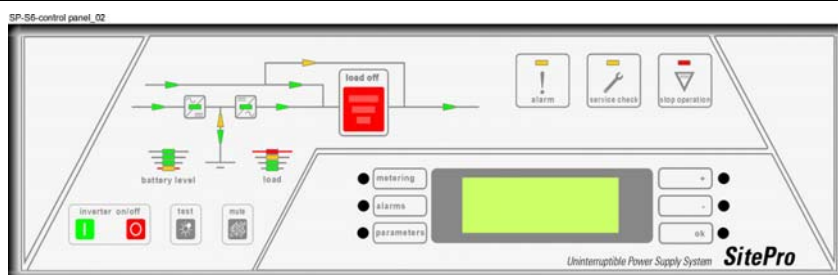 SP-S6-control panel_02
load off
alarm
service check
stop operation
battery level
load
metering
+
alarms
-
inverter on/off
test
mute
I
O
parameters
ok
Uninterruptible Power Supply System
SitePro